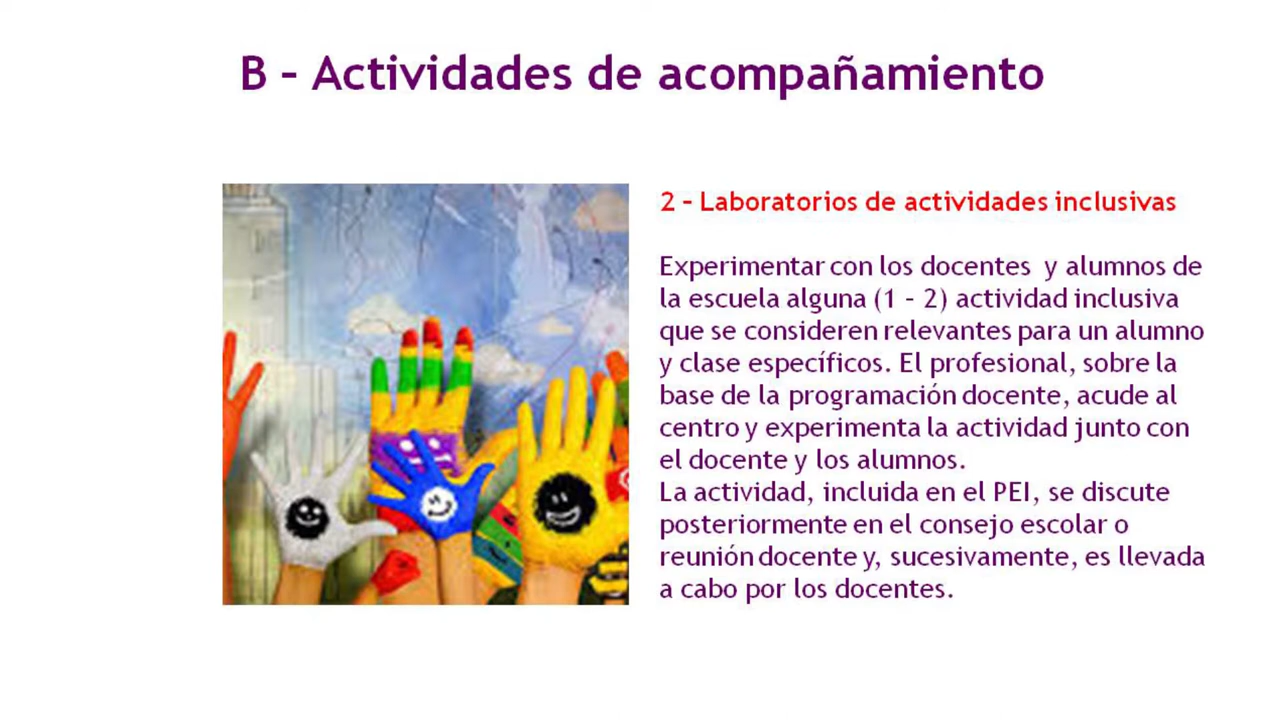 B - Actividades de acompañamiento
2 - Laboratorios de actividades inclusivas
Experimentar con los docentes y alumnos de
la escuela alguna (1 - 2) actividad inclusiva
que se consideren relevantes para un alumno
y clase específicos. El profesional, sobre la
base de la programación docente, acude al
centro y experimenta la actividad junto con
el docente y los alumnos.
La actividad, incluida en el PEI, se discute
posteriormente en el consejo escolar o
reunión docente y, sucesivamente, es llevada
a cabo por los docentes.